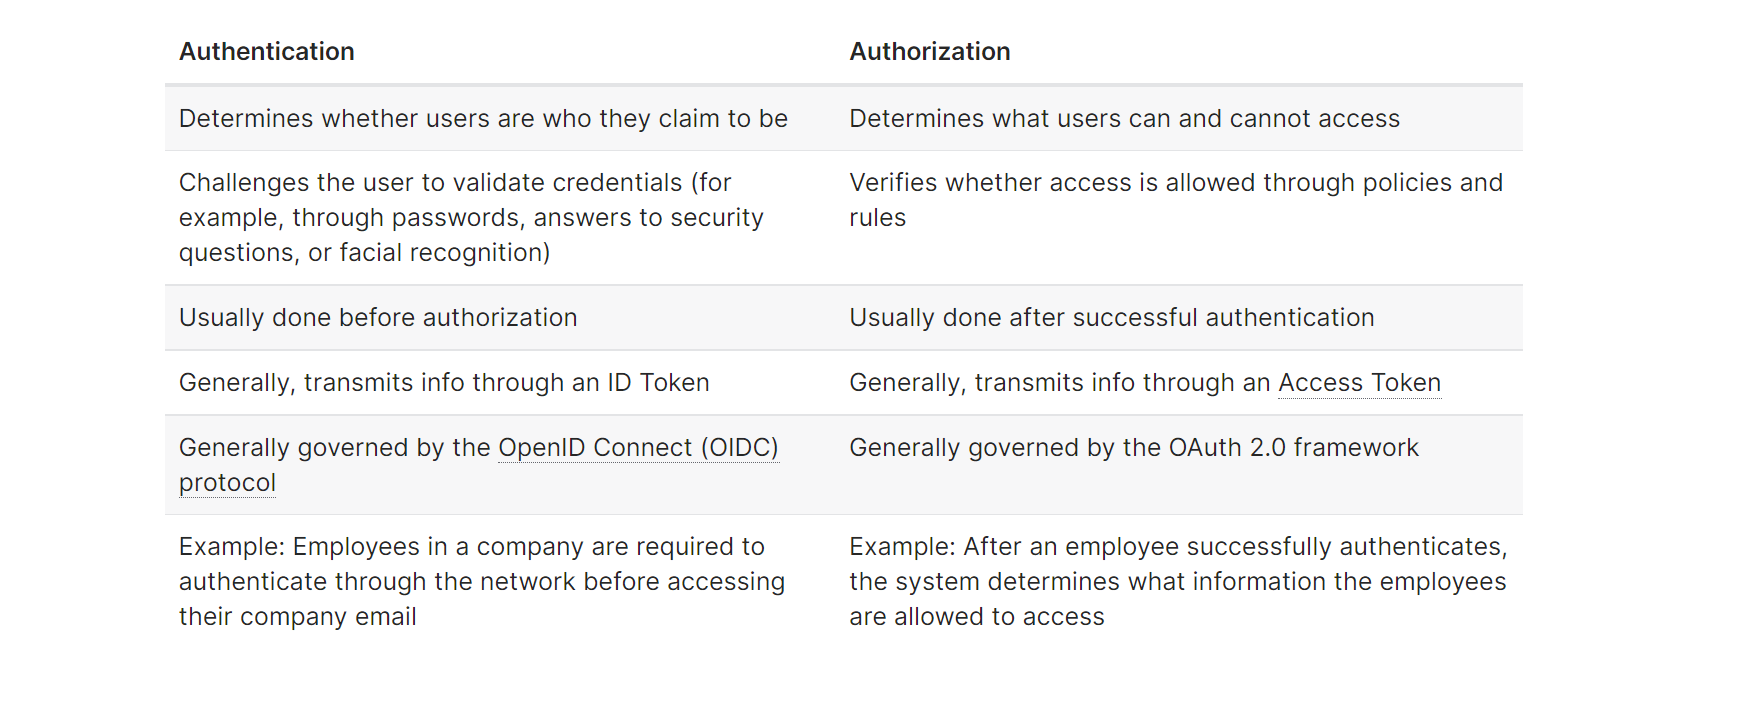 Authentication
Authorization
Determines whether users are who they claim to be
Determines what users can and cannot access
Challenges the user to validate credentials (for
example, through passwords, answers to security
questions, or facial recognition)
Verifies whether access is allowed through policies and
rules
Usually done before authorization
Usually done after successful authentication
Generally, transmits info through an ID Token
Generally, transmits info through an Access Token
Generally governed by the OpenID Connect (OIDC)
protocol
Generally governed by the OAuth 2.0 framework
Example: Employees in a company are required to
authenticate through the network before accessing
their company email
Example: After an employee successfully authenticates,
the system determines what information the employees
are allowed to access